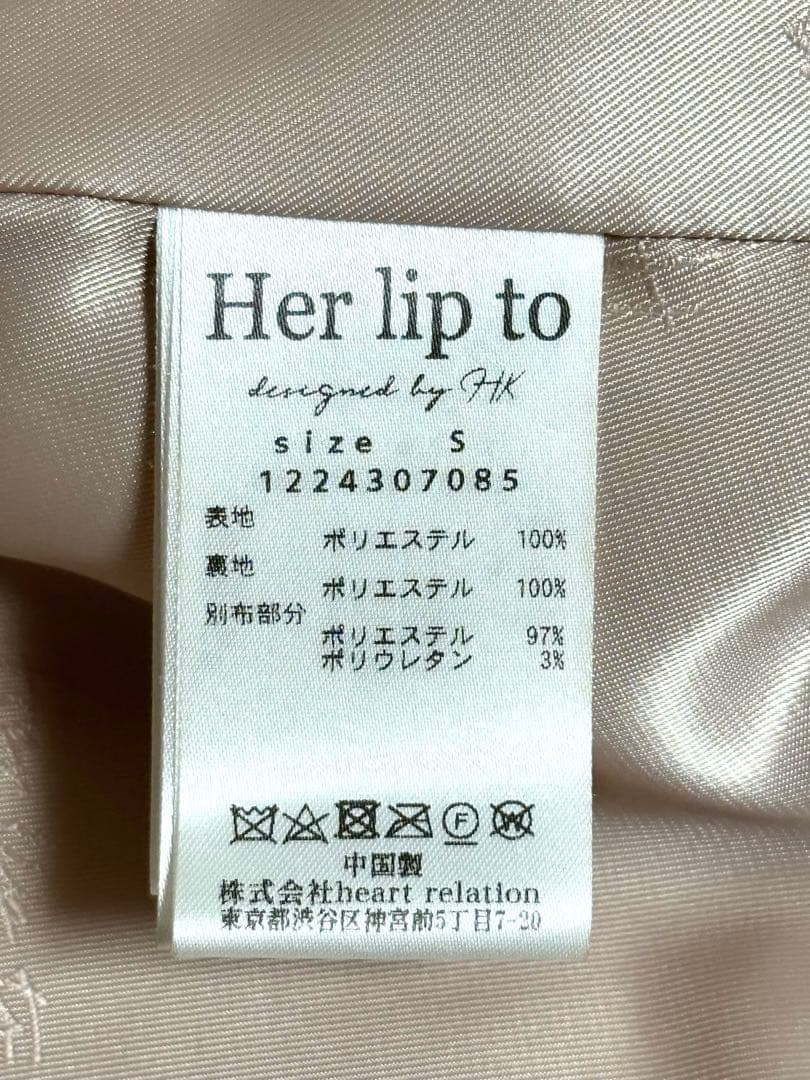 Her lip to
designed by HK
size S
1224307085
表地
ポリエステル 100%
裏地
ポリエステル 100%
別布部分
ポリエステル 97%
ポリウレタン 3%
F W
中国製
株式会社heart relation
東京都渋谷区神宮前5丁目7-20